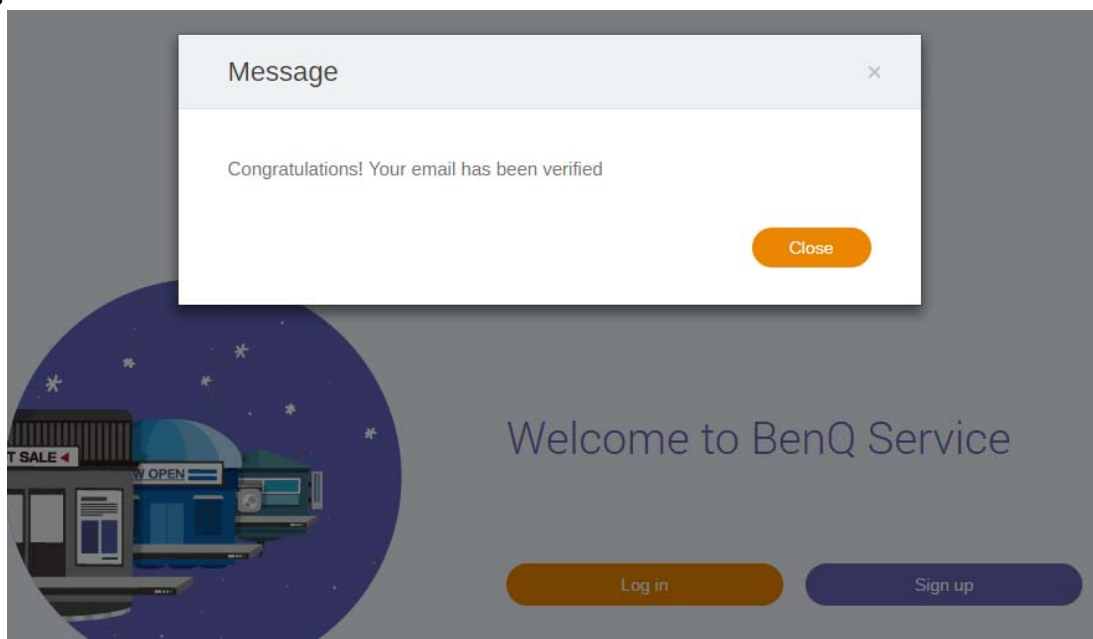 Message
×
Congratulations! Your email has been verified
Close
T SALE
W OPEN
Welcome to BenQ Service
Log in
Sign up